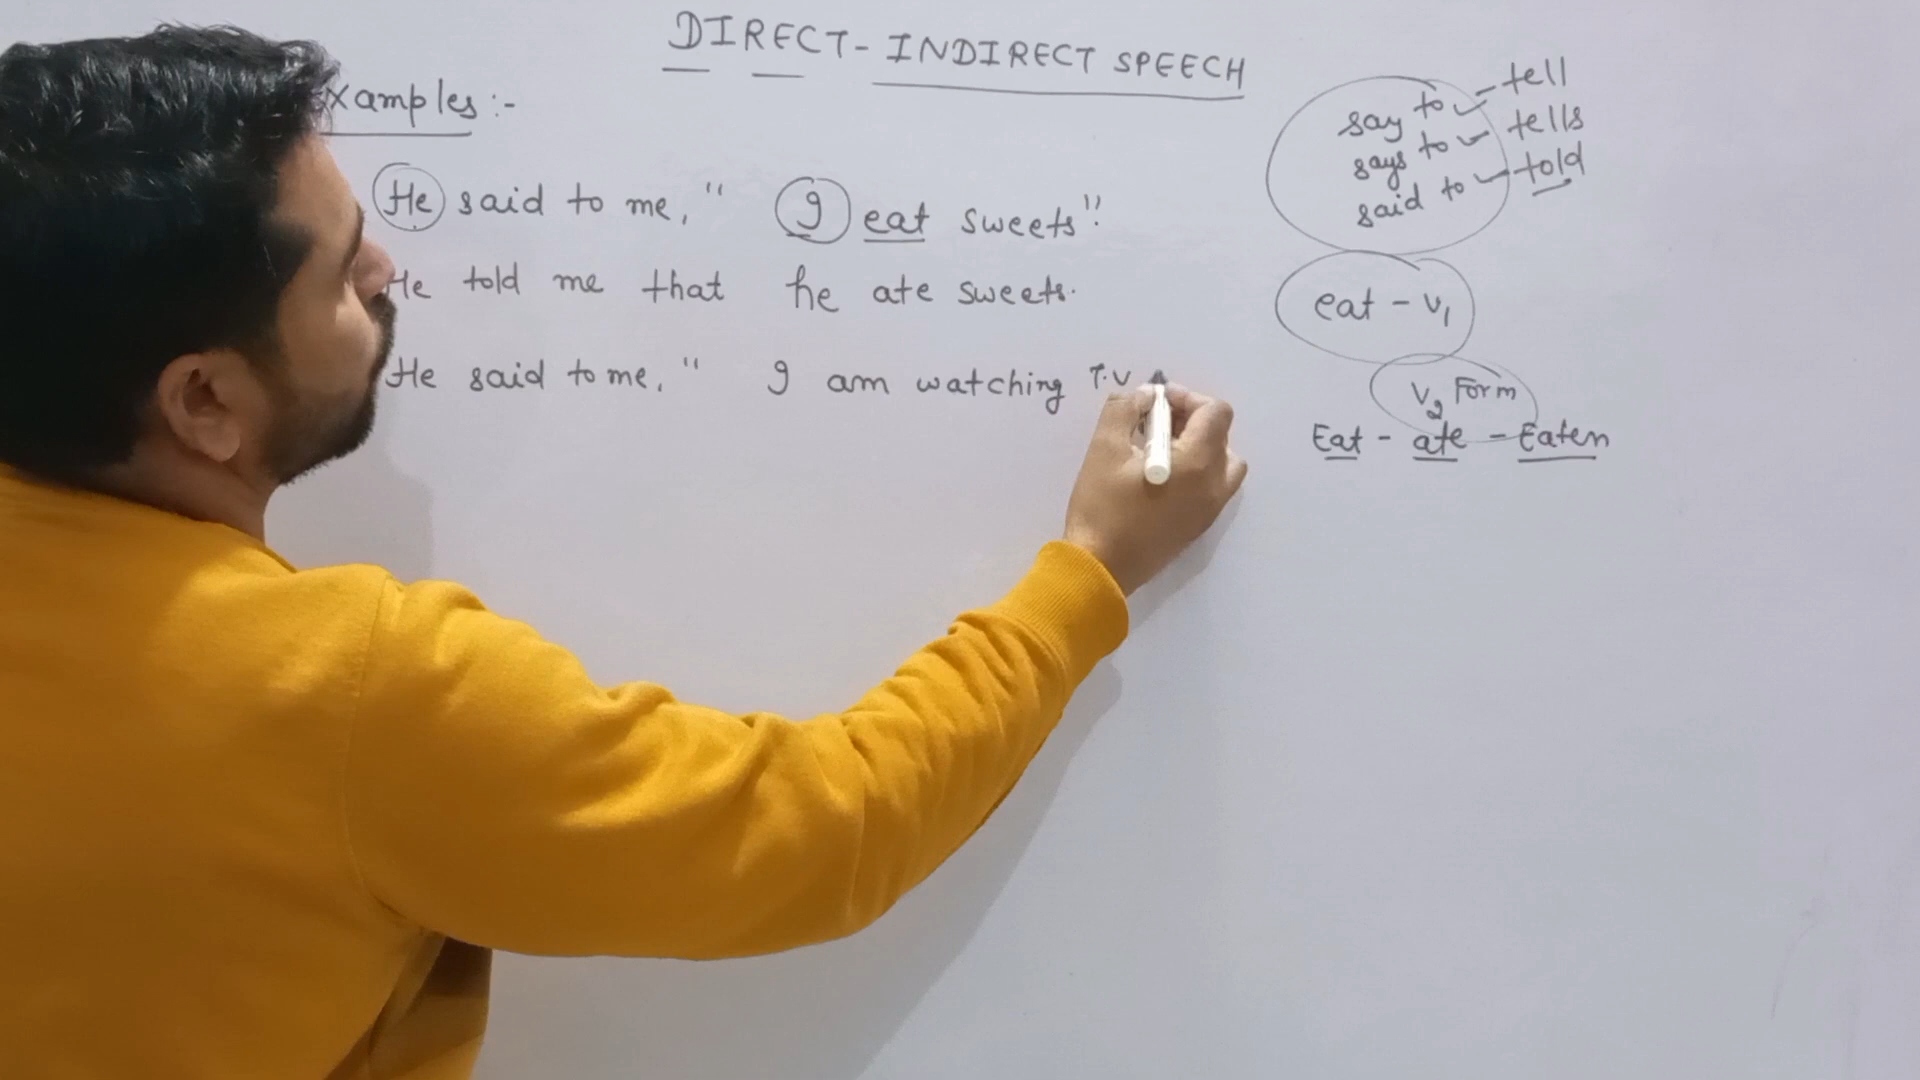 DIRECT - INDIRECT SPEECH
xamples :-
He said to me, " I eat sweets".
He told me that he ate sweets.
He said to me, " I am watching T.V
say to - tell
says to - tells
said to - told
eat - V1
V2 Form
Eat - ate - Eaten